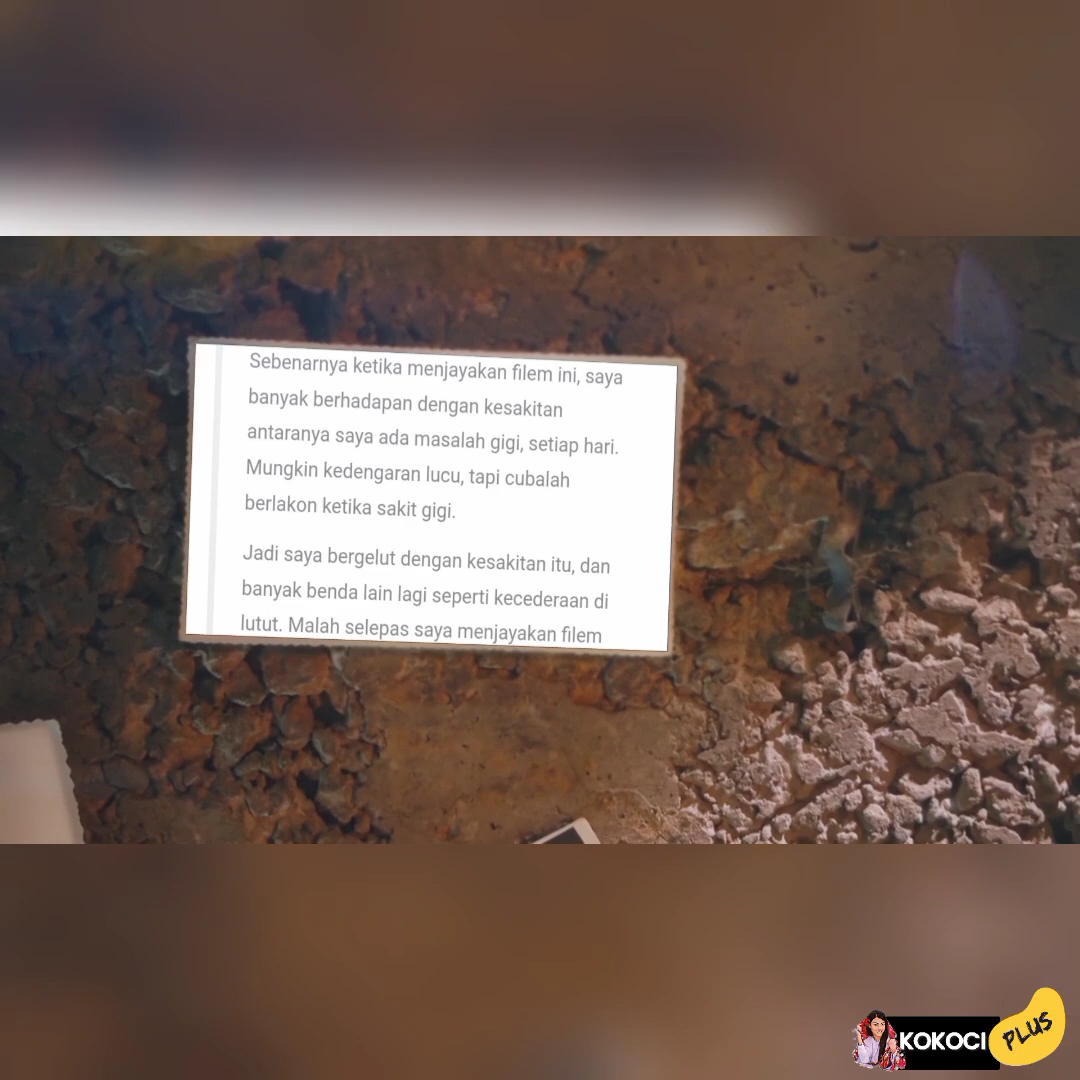 Sebenarnya ketika menjayakan filem ini, saya
banyak berhadapan dengan kesakitan
antaranya saya ada masalah gigi, setiap hari.
Mungkin kedengaran lucu, tapi cubalah
berlakon ketika sakit gigi.
Jadi saya bergelut dengan kesakitan itu, dan
banyak benda lain lagi seperti kecederaan di
lutut. Malah selepas saya menjayakan filem
KOKOCI PLUS